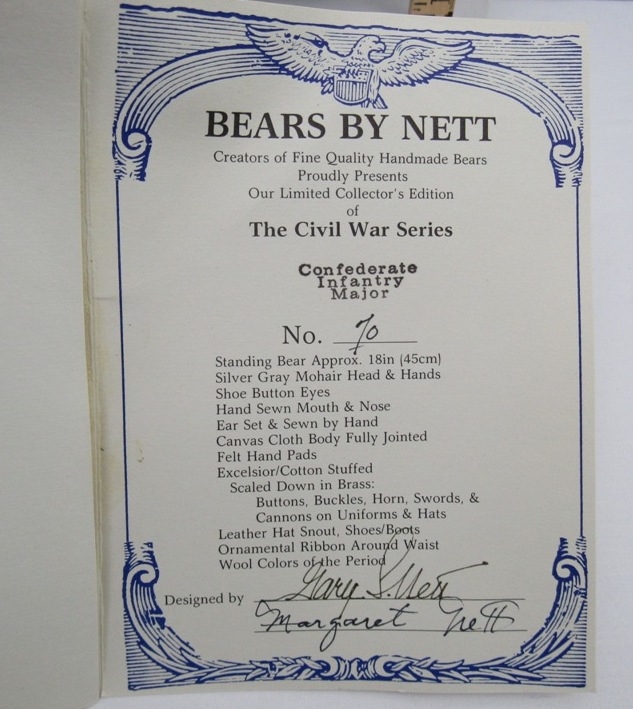 BEARS BY NETT
Creators of Fine Quality Handmade Bears
Proudly Presents
Our Limited Collector's Edition
of
The Civil War Series
Confederate
Infantry
Major
No. 70
Standing Bear Approx. 18in (45cm)
Silver Gray Mohair Head & Hands
Shoe Button Eyes
Hand Sewn Mouth & Nose
Ear Set & Sewn by Hand
Canvas Cloth Body Fully Jointed
Felt Hand Pads
Excelsior/Cotton Stuffed
Scaled Down in Brass:
Buttons, Buckles, Horn, Swords, &
Cannons on Uniforms & Hats
Leather Hat Snout, Shoes/Boots
Ornamental Ribbon Around Waist
Wool Colors of the Period
Gary S. Nett
Designed by
Margaret Nett